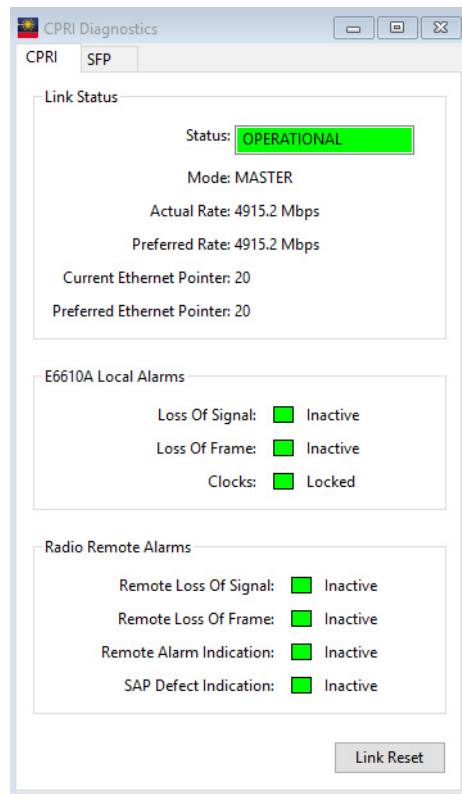 CPRI Diagnostics
CPRI SFP
Link Status
Status: OPERATIONAL
Mode: MASTER
Actual Rate: 4915.2 Mbps
Preferred Rate: 4915.2 Mbps
Current Ethernet Pointer: 20
Preferred Ethernet Pointer: 20
E6610A Local Alarms
Loss Of Signal: Inactive
Loss Of Frame: Inactive
Clocks: Locked
Radio Remote Alarms
Remote Loss Of Signal: Inactive
Remote Loss Of Frame: Inactive
Remote Alarm Indication: Inactive
SAP Defect Indication: Inactive
Link Reset